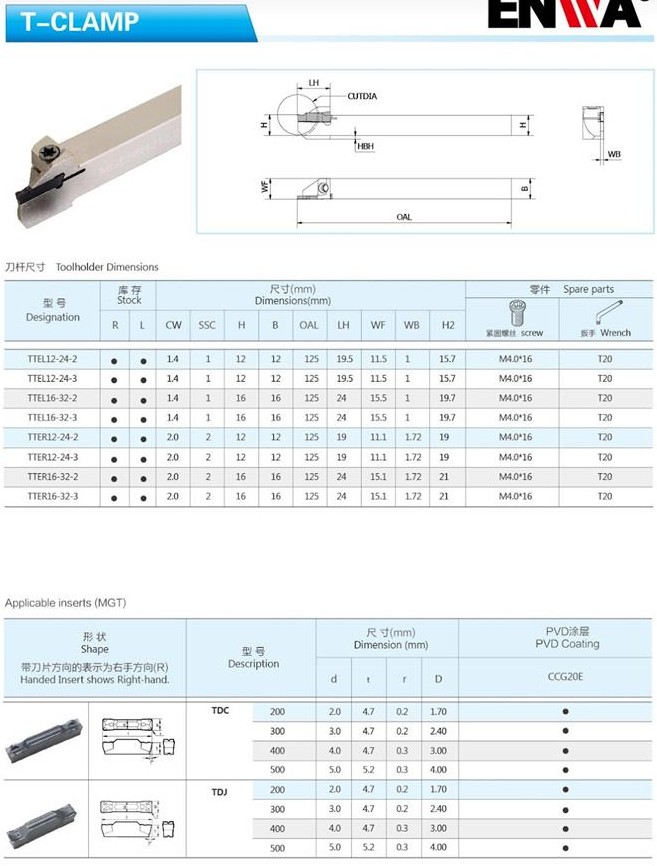 T-CLAMP
ENWA
LH
CUTDIA
H
H
HBH
WB
WF
B
OAL
刀杆尺寸 Toolholder Dimensions
型号 Designation
库存 Stock
尺寸(mm) Dimensions(mm)
零件 Spare parts
R L CW SSC H B OAL LH WF WB H2 紧固螺丝 screw 扳手 Wrench
TTEL12-24-2 ● ● 1.4 1 12 12 125 19.5 11.5 1 15.7 M4.0*16 T20
TTEL12-24-3 ● ● 1.4 1 12 12 125 19.5 11.5 1 15.7 M4.0*16 T20
TTEL16-32-2 ● ● 1.4 1 16 16 125 24 15.5 1 19.7 M4.0*16 T20
TTEL16-32-3 ● ● 1.4 1 16 16 125 24 15.5 1 19.7 M4.0*16 T20
TTER12-24-2 ● ● 2.0 2 12 12 125 19 11.1 1.72 19 M4.0*16 T20
TTER12-24-3 ● ● 2.0 2 12 12 125 19 11.1 1.72 19 M4.0*16 T20
TTER16-32-2 ● ● 2.0 2 16 16 125 24 15.1 1.72 21 M4.0*16 T20
TTER16-32-3 ● ● 2.0 2 16 16 125 24 15.1 1.72 21 M4.0*16 T20
Applicable inserts (MGT)
形状
Shape
带刀片方向的表示为右手方向(R)
Handed Insert shows Right-hand.
型号
Description
尺寸(mm)
Dimension (mm)
d t r D
PVD涂层
PVD Coating
CCG20E
TDC 200 2.0 4.7 0.2 1.70 ●
300 3.0 4.7 0.2 2.40 ●
400 4.0 4.7 0.3 3.00 ●
500 5.0 5.2 0.3 4.00 ●
TDJ 200 2.0 4.7 0.2 1.70 ●
300 3.0 4.7 0.2 2.40 ●
400 4.0 4.7 0.3 3.00 ●
500 5.0 5.2 0.3 4.00 ●